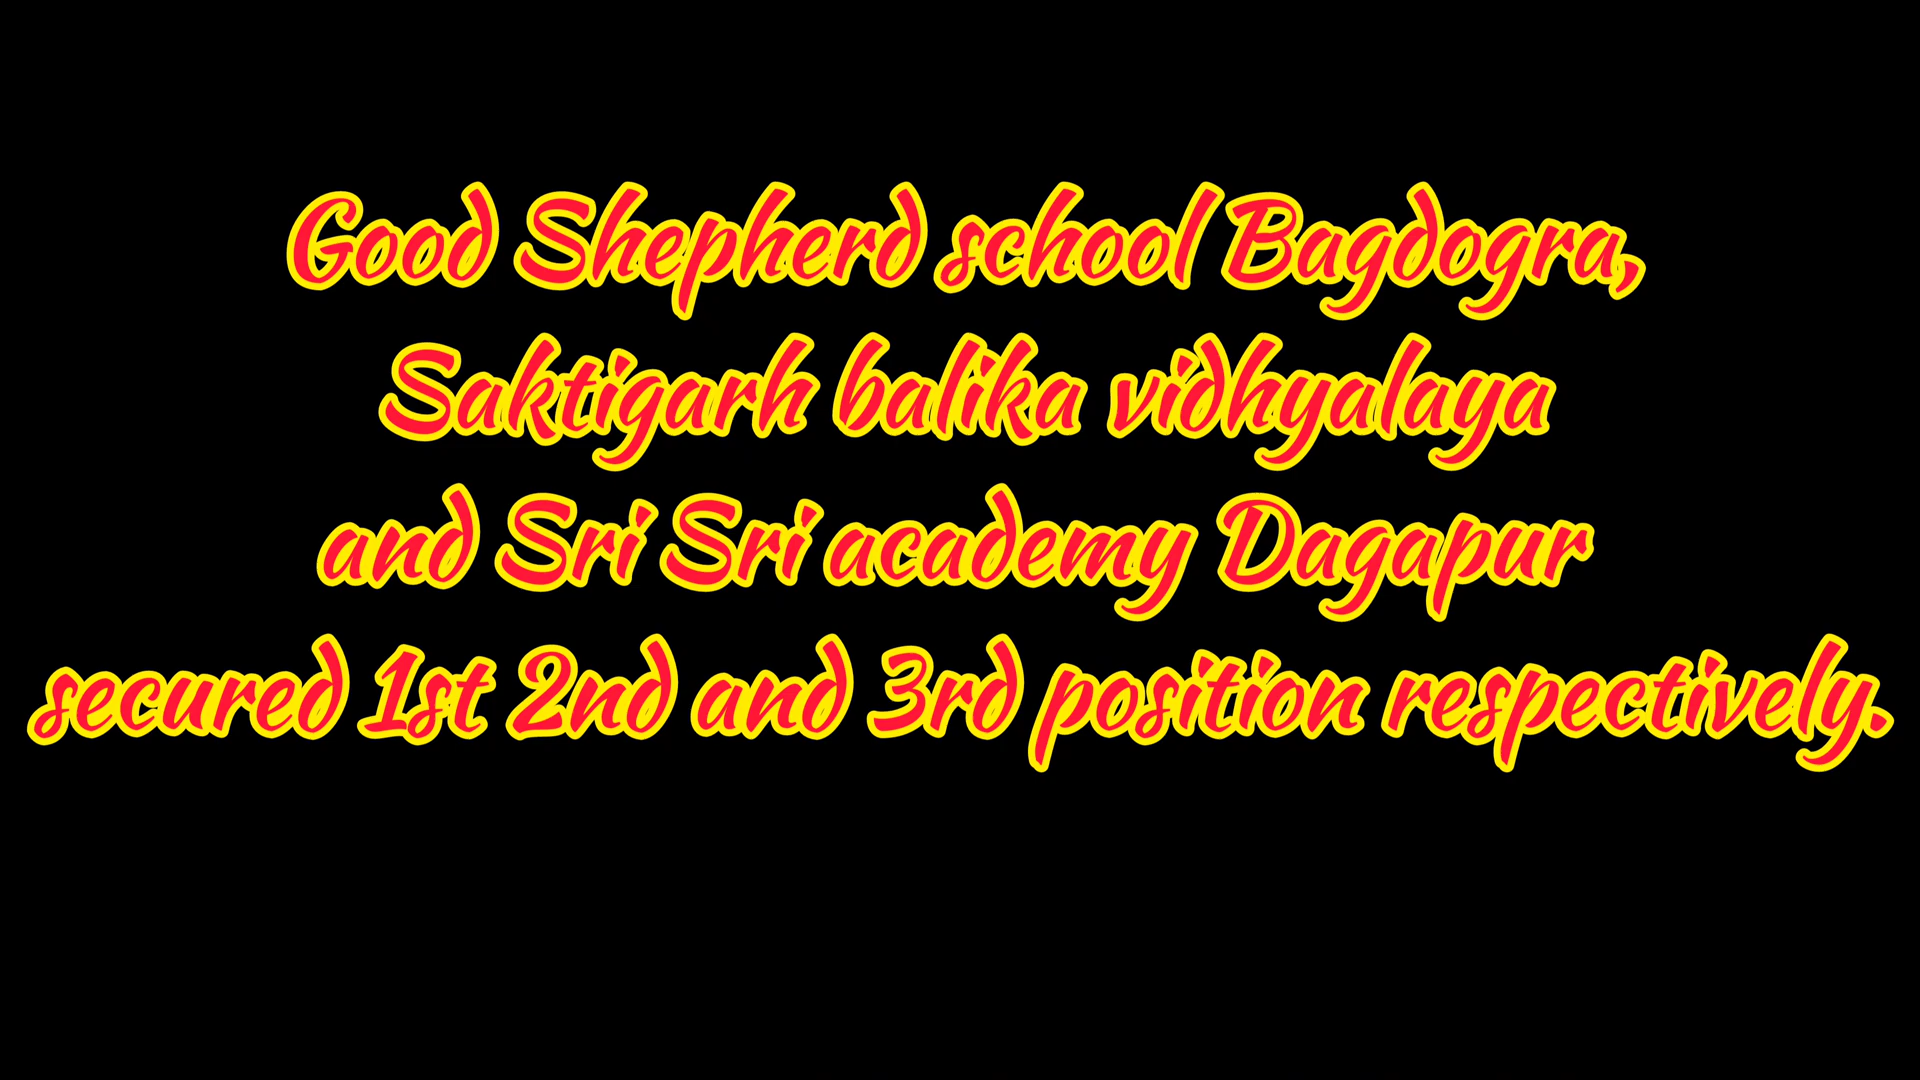 Good Shepherd school Bagdogra,
Saktigarh balika vidhyalaya
and Sri Sri academy Dagapur
secured 1st 2nd and 3rd position respectively.